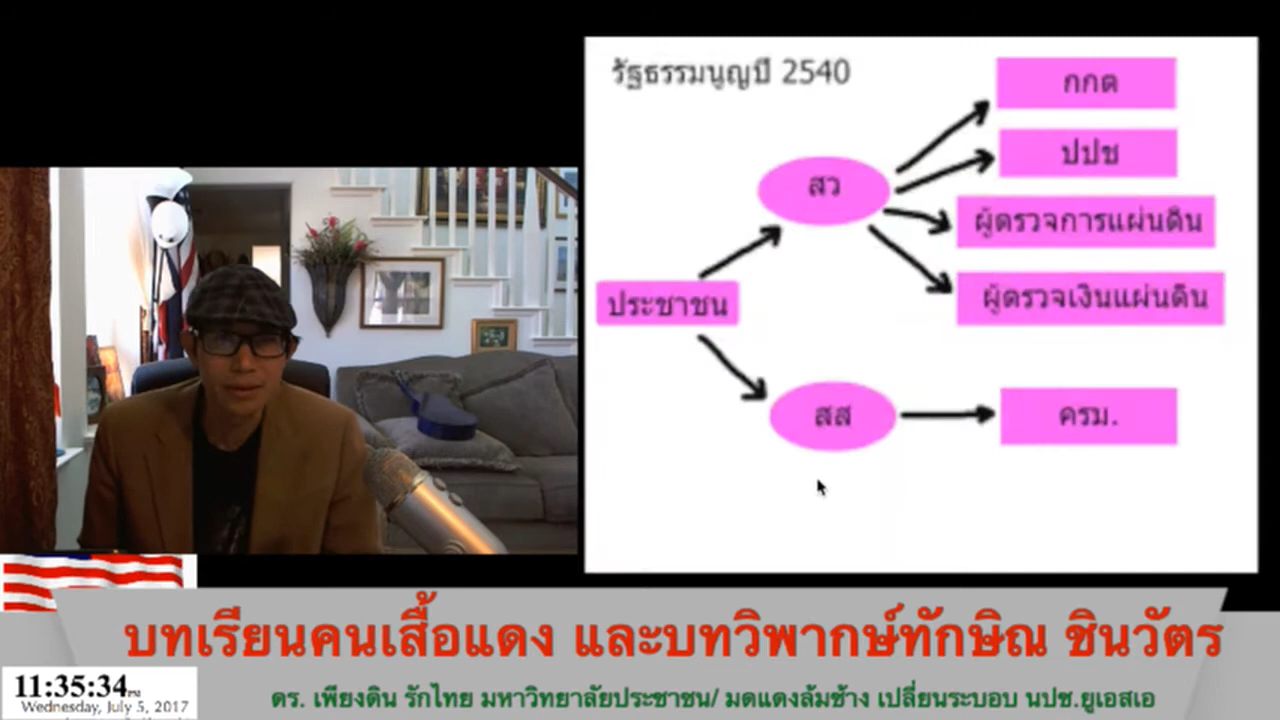 รัฐธรรมนูญปี 2540
กกต
ปปช
สว
ผู้ตรวจการแผ่นดิน
ประชาชน
ผู้ตรวจเงินแผ่นดิน
สส
ครม.
บทเรียนคนเสื้อแดง และบทวิพากษ์ทักษิณ ชินวัตร
11:35:34 PM
Wednesday, July 5, 2017
ดร. เพียงดิน รักไทย มหาวิทยาลัยประชาชน/ มดแดงล้มช้าง เปลี่ยนระบอบ นปช.ยูเอสเอ